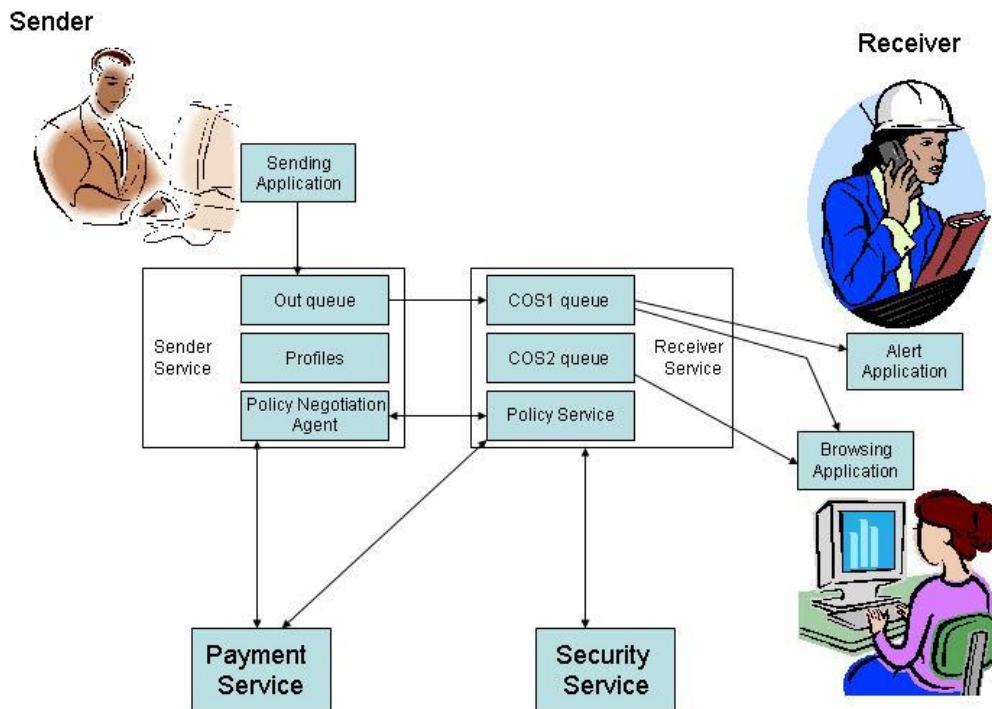 Sender
Receiver
Sending
Application
Out queue
COS1 queue
Sender
Service
Profiles
COS2 queue
Receiver
Service
Alert
Application
Policy Negotiation
Agent
Policy Service
Browsing
Application
Payment
Service
Security
Service